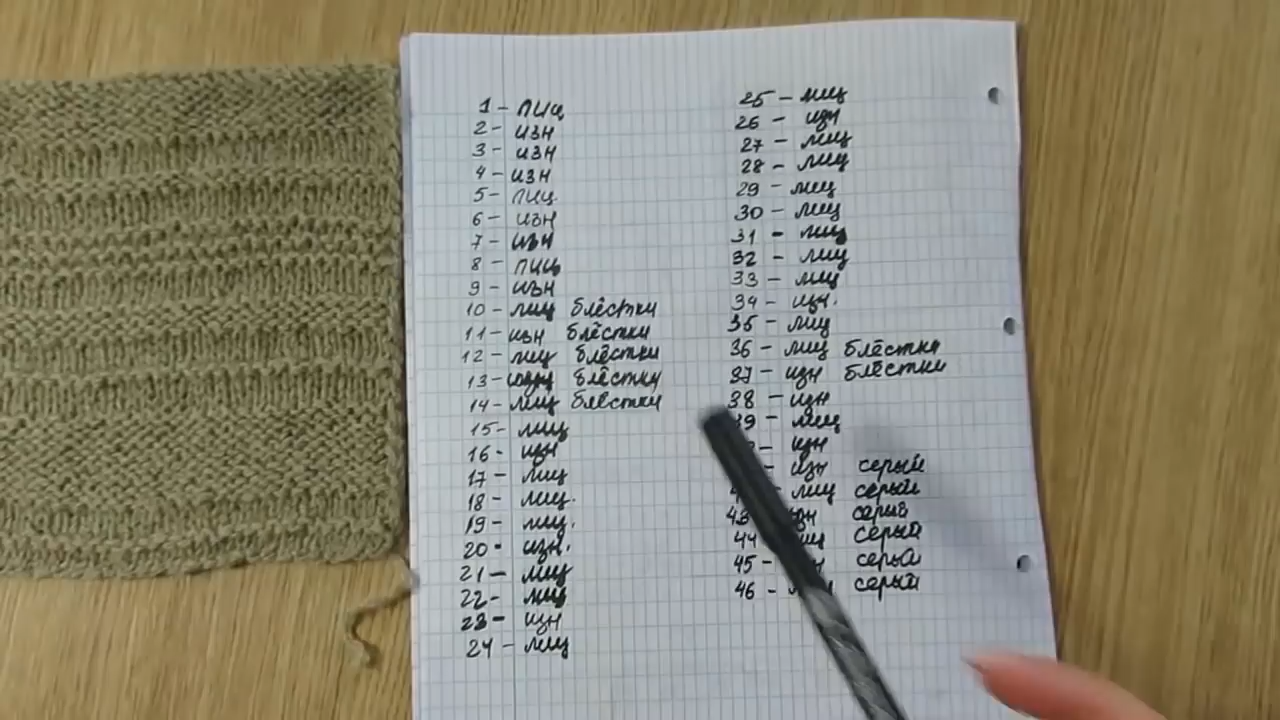 1 - лиц
2 - изн
3 - изн
4 - изн
5 - лиц.
6 - изн
7 - изн
8 - лиц
9 - изн
10 - лиц блёстки
11 - изн блёстки
12 - лиц блёстки
13 - блёстки
14 - лиц блёстки
15 - лиц
16 - изн
17 - лиц
18 - лиц.
19 - лиц.
20 - изн.
21 - лиц
22 - лиц
23 - изн
24 - лиц
25 - лиц
26 - изн
27 - лиц
28 - лиц
29 - лиц
30 - лиц
31 - лиц
32 - лиц
33 - лиц
34 - изн.
35 - лиц
36 - лиц блёстки
37 - изн блёстки
38 - изн
39 - лиц
- изн
- изн серый
- лиц серый
43 - серый
44 - серый
45 - серый
46 - серый